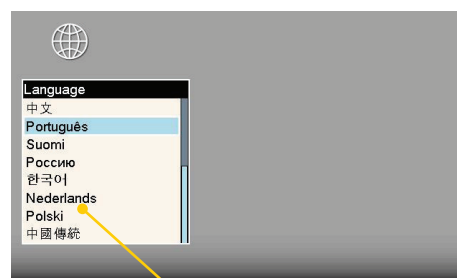 Language
中文
Português
Suomi
Россию
한국어
Nederlands
Polski
中國傳統